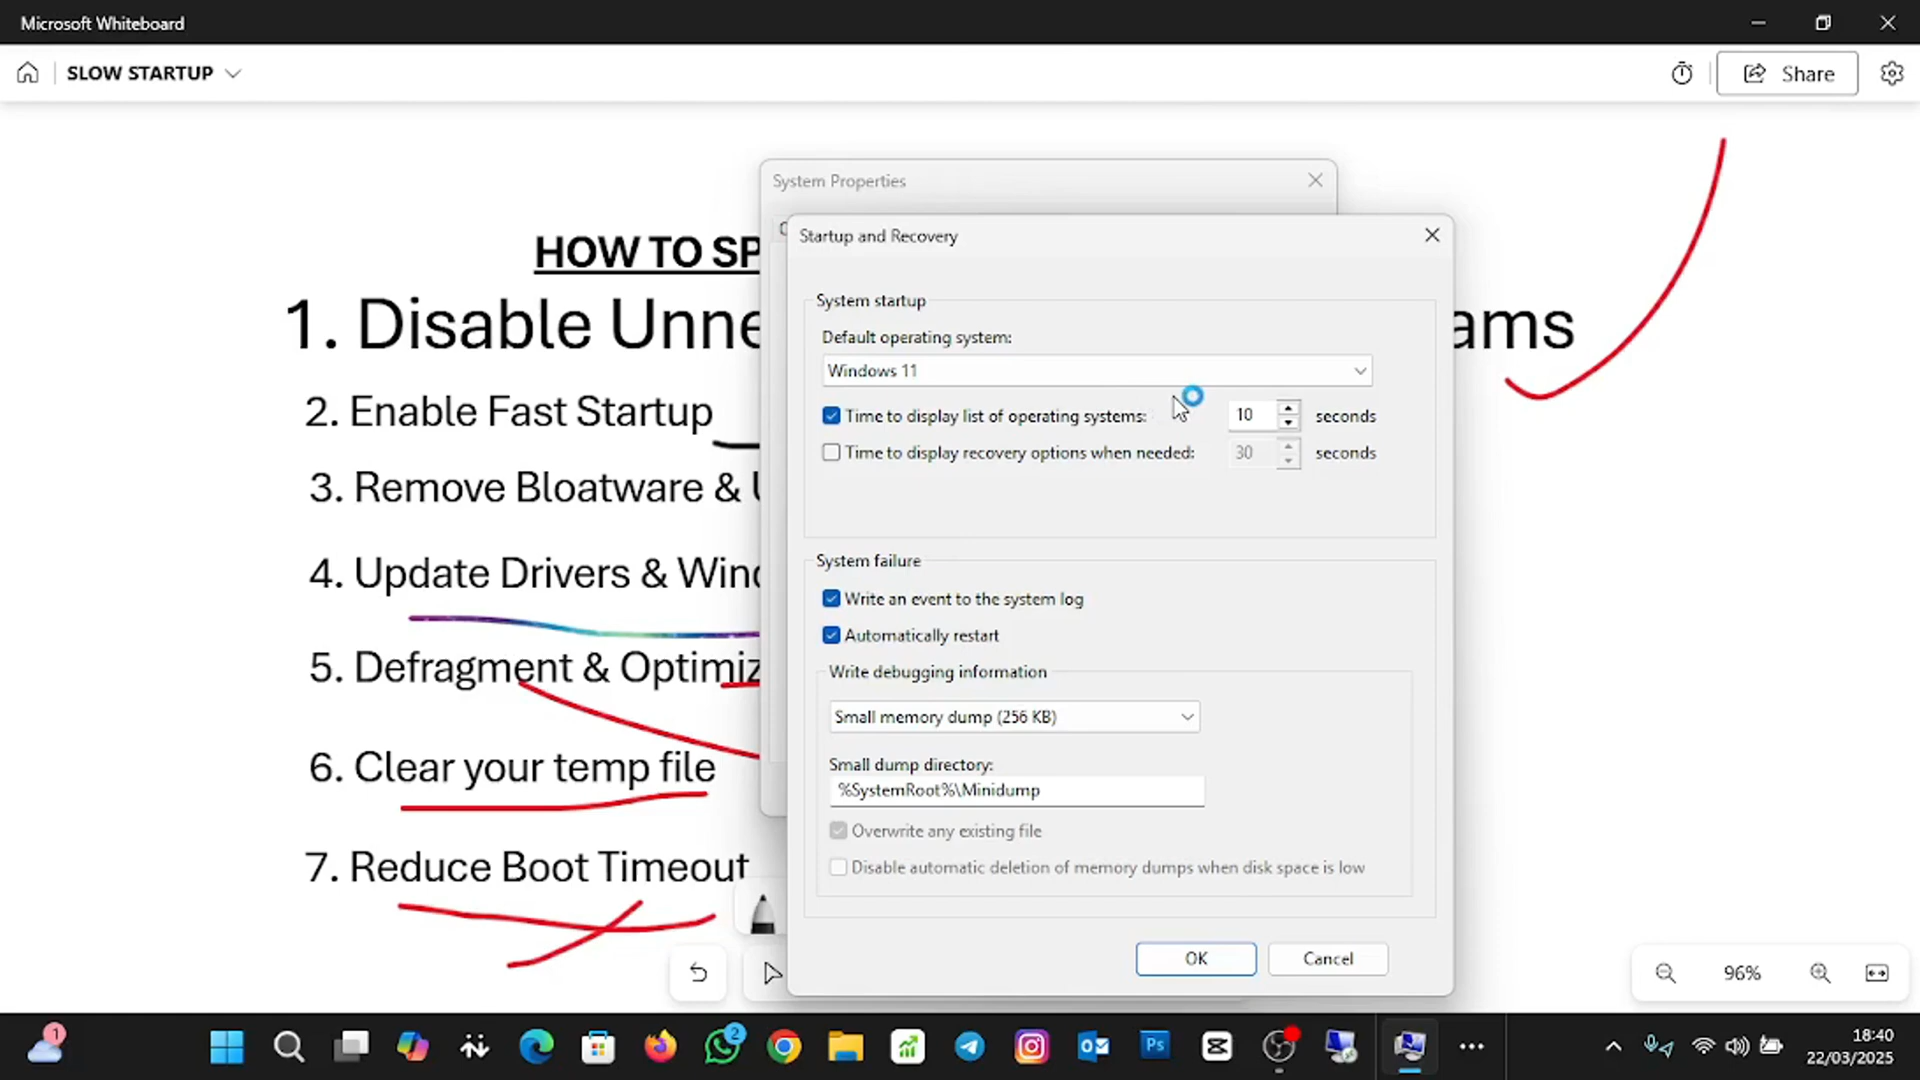 Microsoft Whiteboard
SLOW STARTUP
Share
HOW TO SP
1. Disable Unne
ams
2. Enable Fast Startup
3. Remove Bloatware & U
4. Update Drivers & Wind
5. Defragment & Optimiz
6. Clear your temp file
7. Reduce Boot Timeout
System Properties
Startup and Recovery
System startup
Default operating system:
Windows 11
Time to display list of operating systems: 10 seconds
Time to display recovery options when needed: 30 seconds
System failure
Write an event to the system log
Automatically restart
Write debugging information
Small memory dump (256 KB)
Small dump directory:
%SystemRoot%\Minidump
Overwrite any existing file
Disable automatic deletion of memory dumps when disk space is low
OK Cancel
96%
1
2
Ps
18:40
22/03/2025